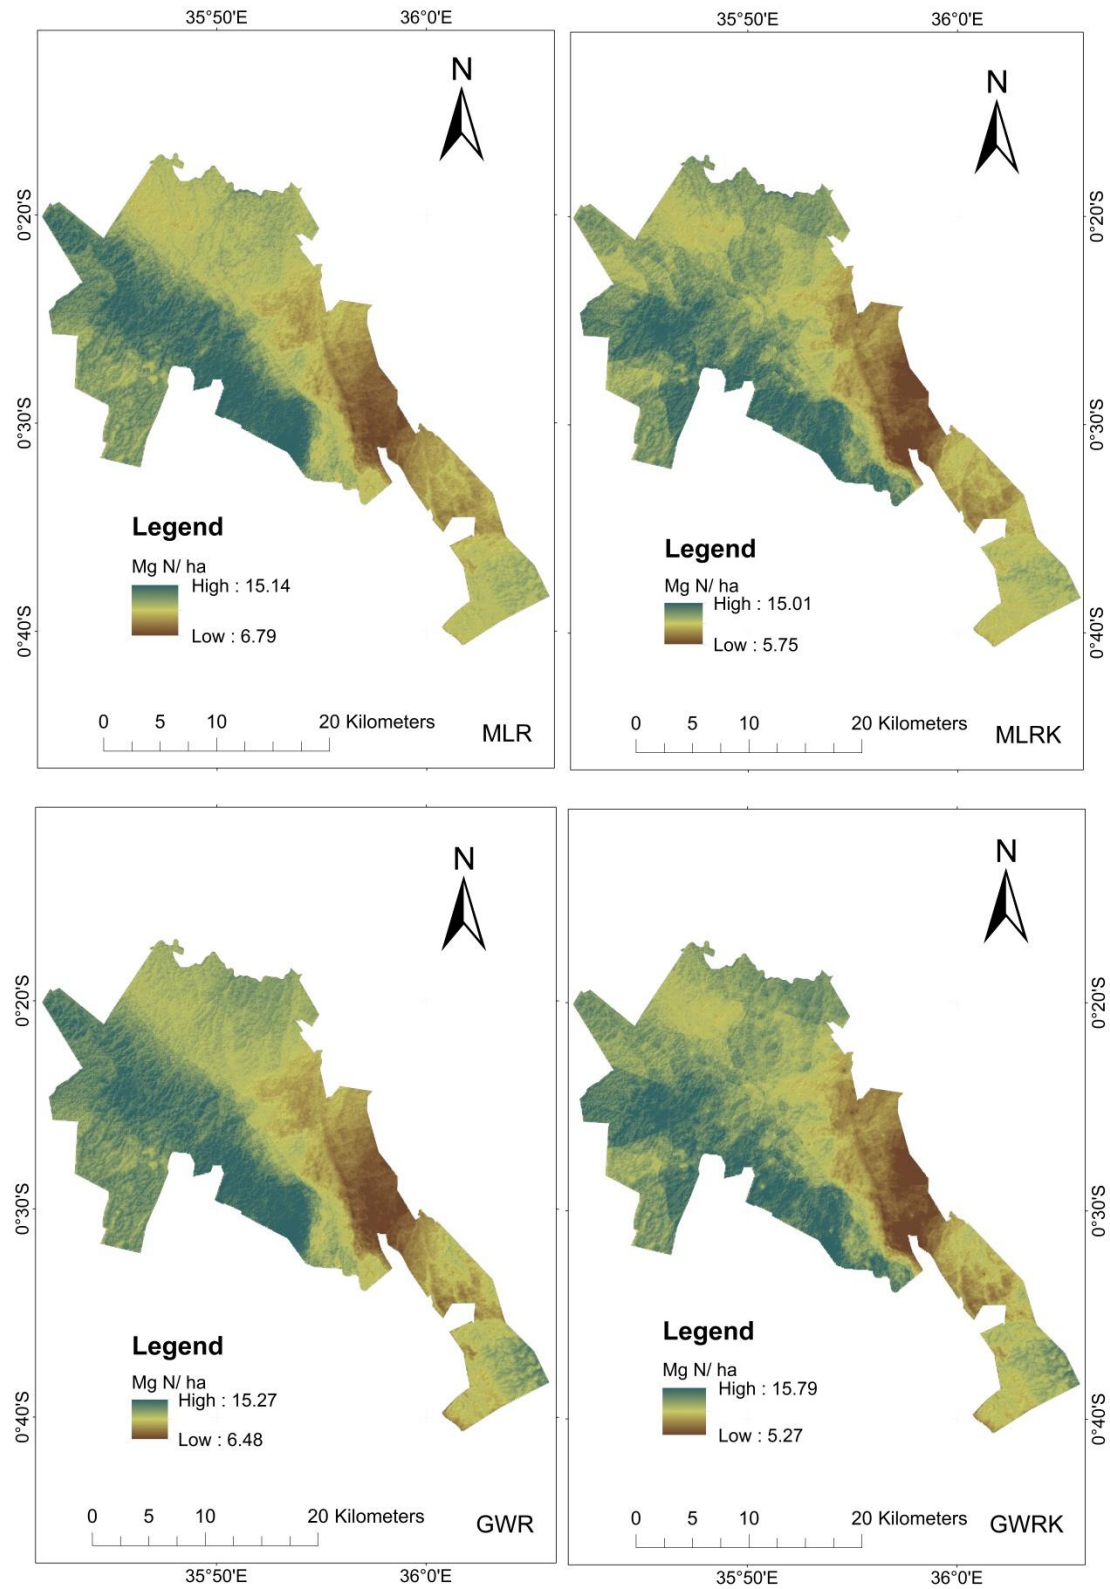 35°50'E 36°0'E
N
0°20'S
0°30'S
0°40'S
Legend
Mg N/ ha
High : 15.14
Low : 6.79
0 5 10 20 Kilometers
MLR
35°50'E 36°0'E
N
0°20'S
0°30'S
0°40'S
Legend
Mg N/ ha
High : 15.01
Low : 5.75
0 5 10 20 Kilometers
MLRK
N
0°20'S
0°30'S
0°40'S
Legend
Mg N/ ha
High : 15.27
Low : 6.48
0 5 10 20 Kilometers
GWR
35°50'E 36°0'E
N
0°20'S
0°30'S
0°40'S
Legend
Mg N/ ha
High : 15.79
Low : 5.27
0 5 10 20 Kilometers
GWRK
35°50'E 36°0'E